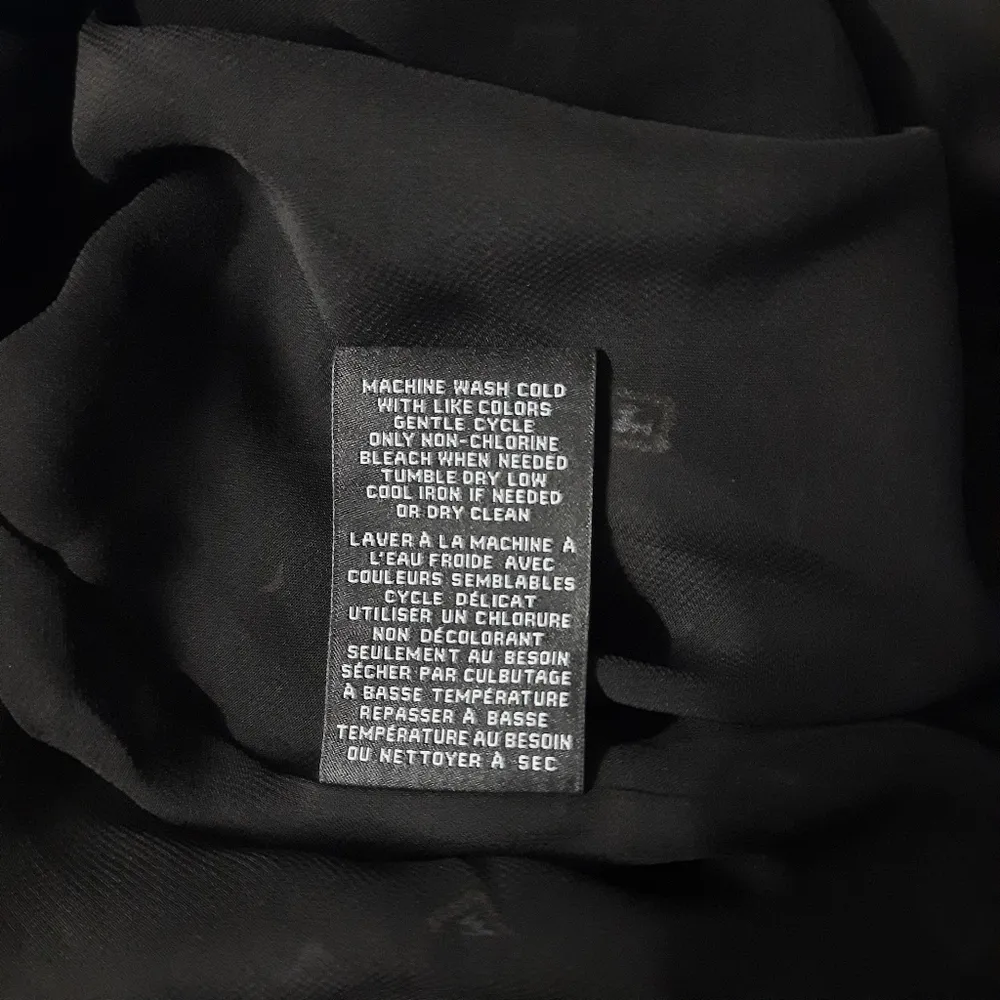 MACHINE WASH COLD
WITH LIKE COLORS
GENTLE CYCLE
ONLY NON-CHLORINE
BLEACH WHEN NEEDED
TUMBLE DRY LOW
COOL IRON IF NEEDED
OR DRY CLEAN
LAVER À LA MACHINE À
L'EAU FROIDE AVEC
COULEURS SEMBLABLES
CYCLE DÉLICAT
UTILISER UN CHLORURE
NON DÉCOLORANT
SEULEMENT AU BESOIN
SÉCHER PAR CULBUTAGE
À BASSE TEMPÉRATURE
REPASSER À BASSE
TEMPÉRATURE AU BESOIN
OU NETTOYER À SEC